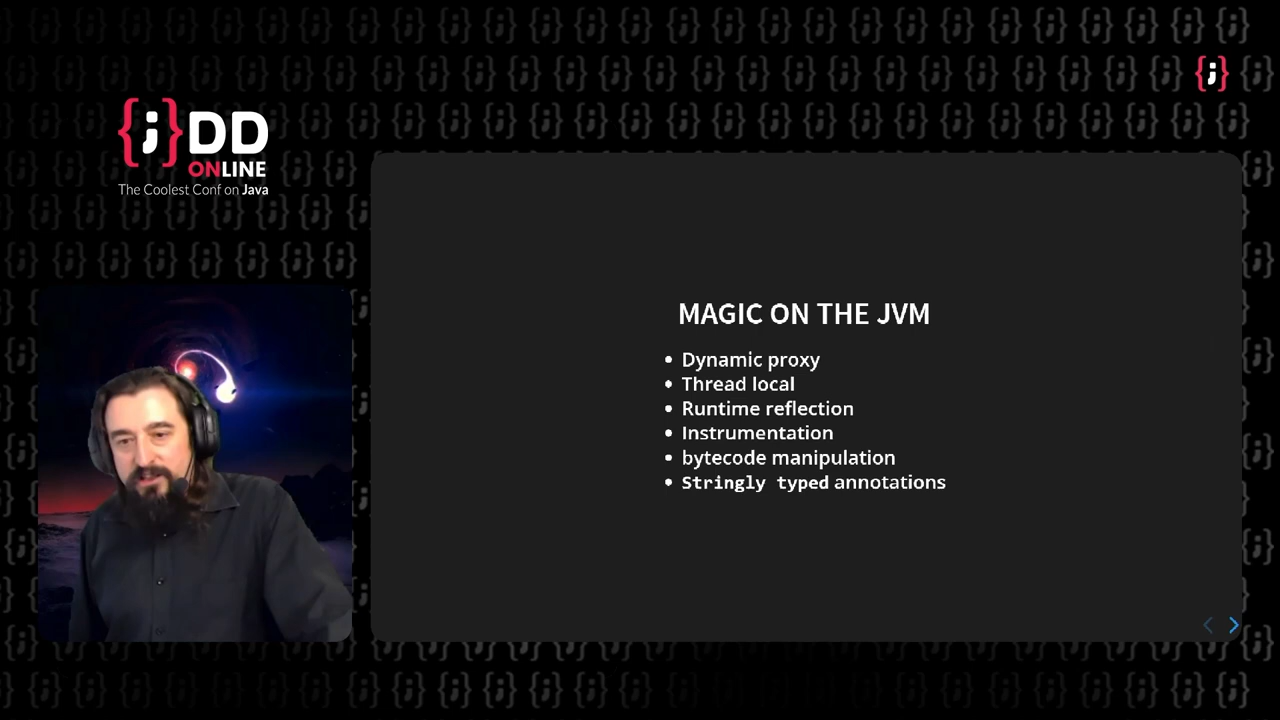 {;}
{;}DD
ONLINE
The Coolest Conf on Java
MAGIC ON THE JVM
• Dynamic proxy
• Thread local
• Runtime reflection
• Instrumentation
• bytecode manipulation
• Stringly typed annotations